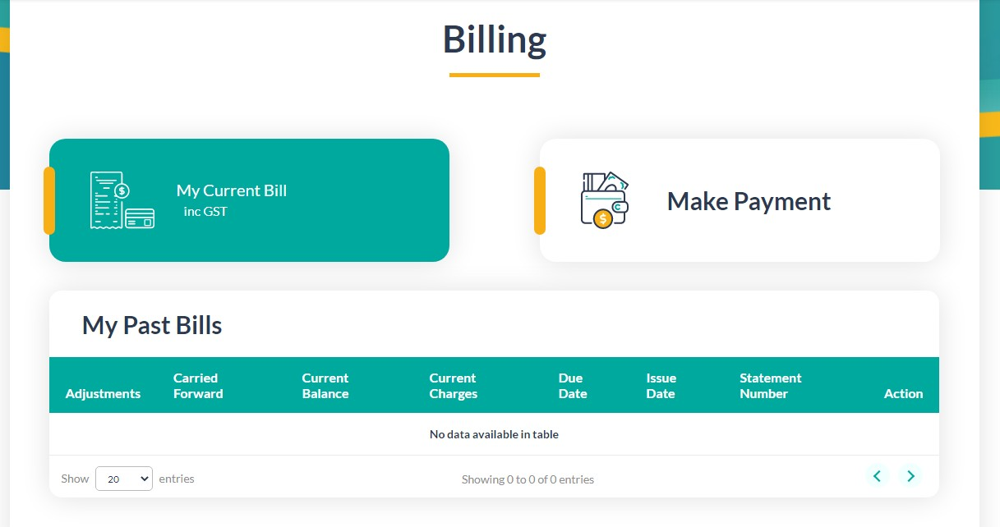 Billing
My Current Bill
inc GST
Make Payment
My Past Bills
Adjustments Carried Forward Current Balance Current Charges Due Date Issue Date Statement Number Action
No data available in table
Show 20 entries Showing 0 to 0 of 0 entries